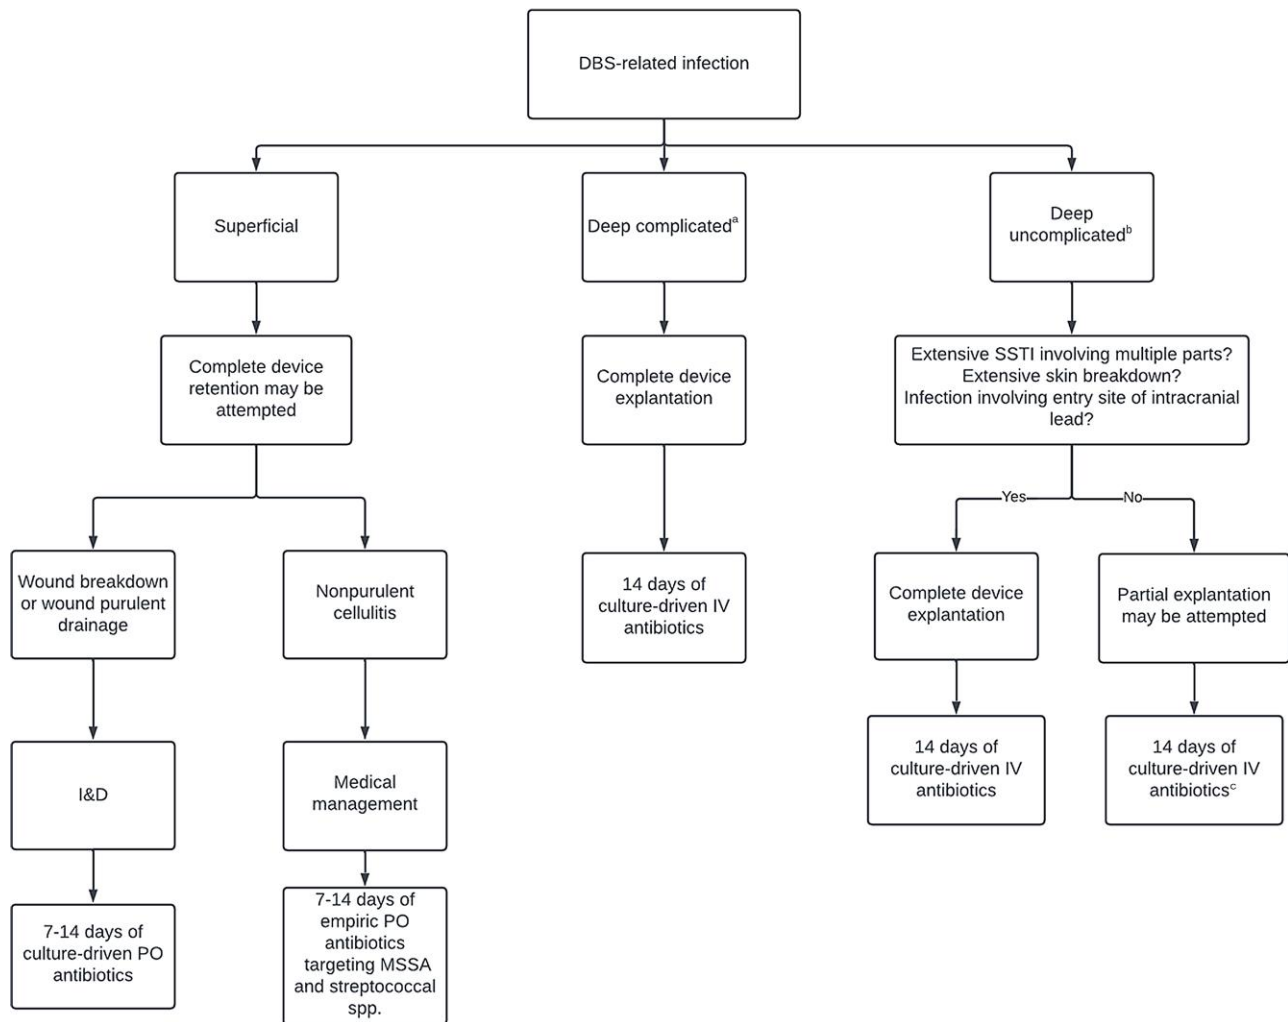 DBS-related infection
Superficial
Deep complicatedᵃ
Deep
uncomplicatedᵇ
Complete device
retention may be
attempted
Complete device
explantation
Extensive SSTI involving multiple parts?
Extensive skin breakdown?
Infection involving entry site of intracranial
lead?
Yes
No
Wound breakdown
or wound purulent
drainage
Nonpurulent
cellulitis
14 days of
culture-driven IV
antibiotics
Complete device
explantation
Partial explantation
may be attempted
I&D
Medical
management
14 days of
culture-driven IV
antibiotics
14 days of
culture-driven IV
antibioticsᶜ
7-14 days of
culture-driven PO
antibiotics
7-14 days of
empiric PO
antibiotics
targeting MSSA
and streptococcal
spp.